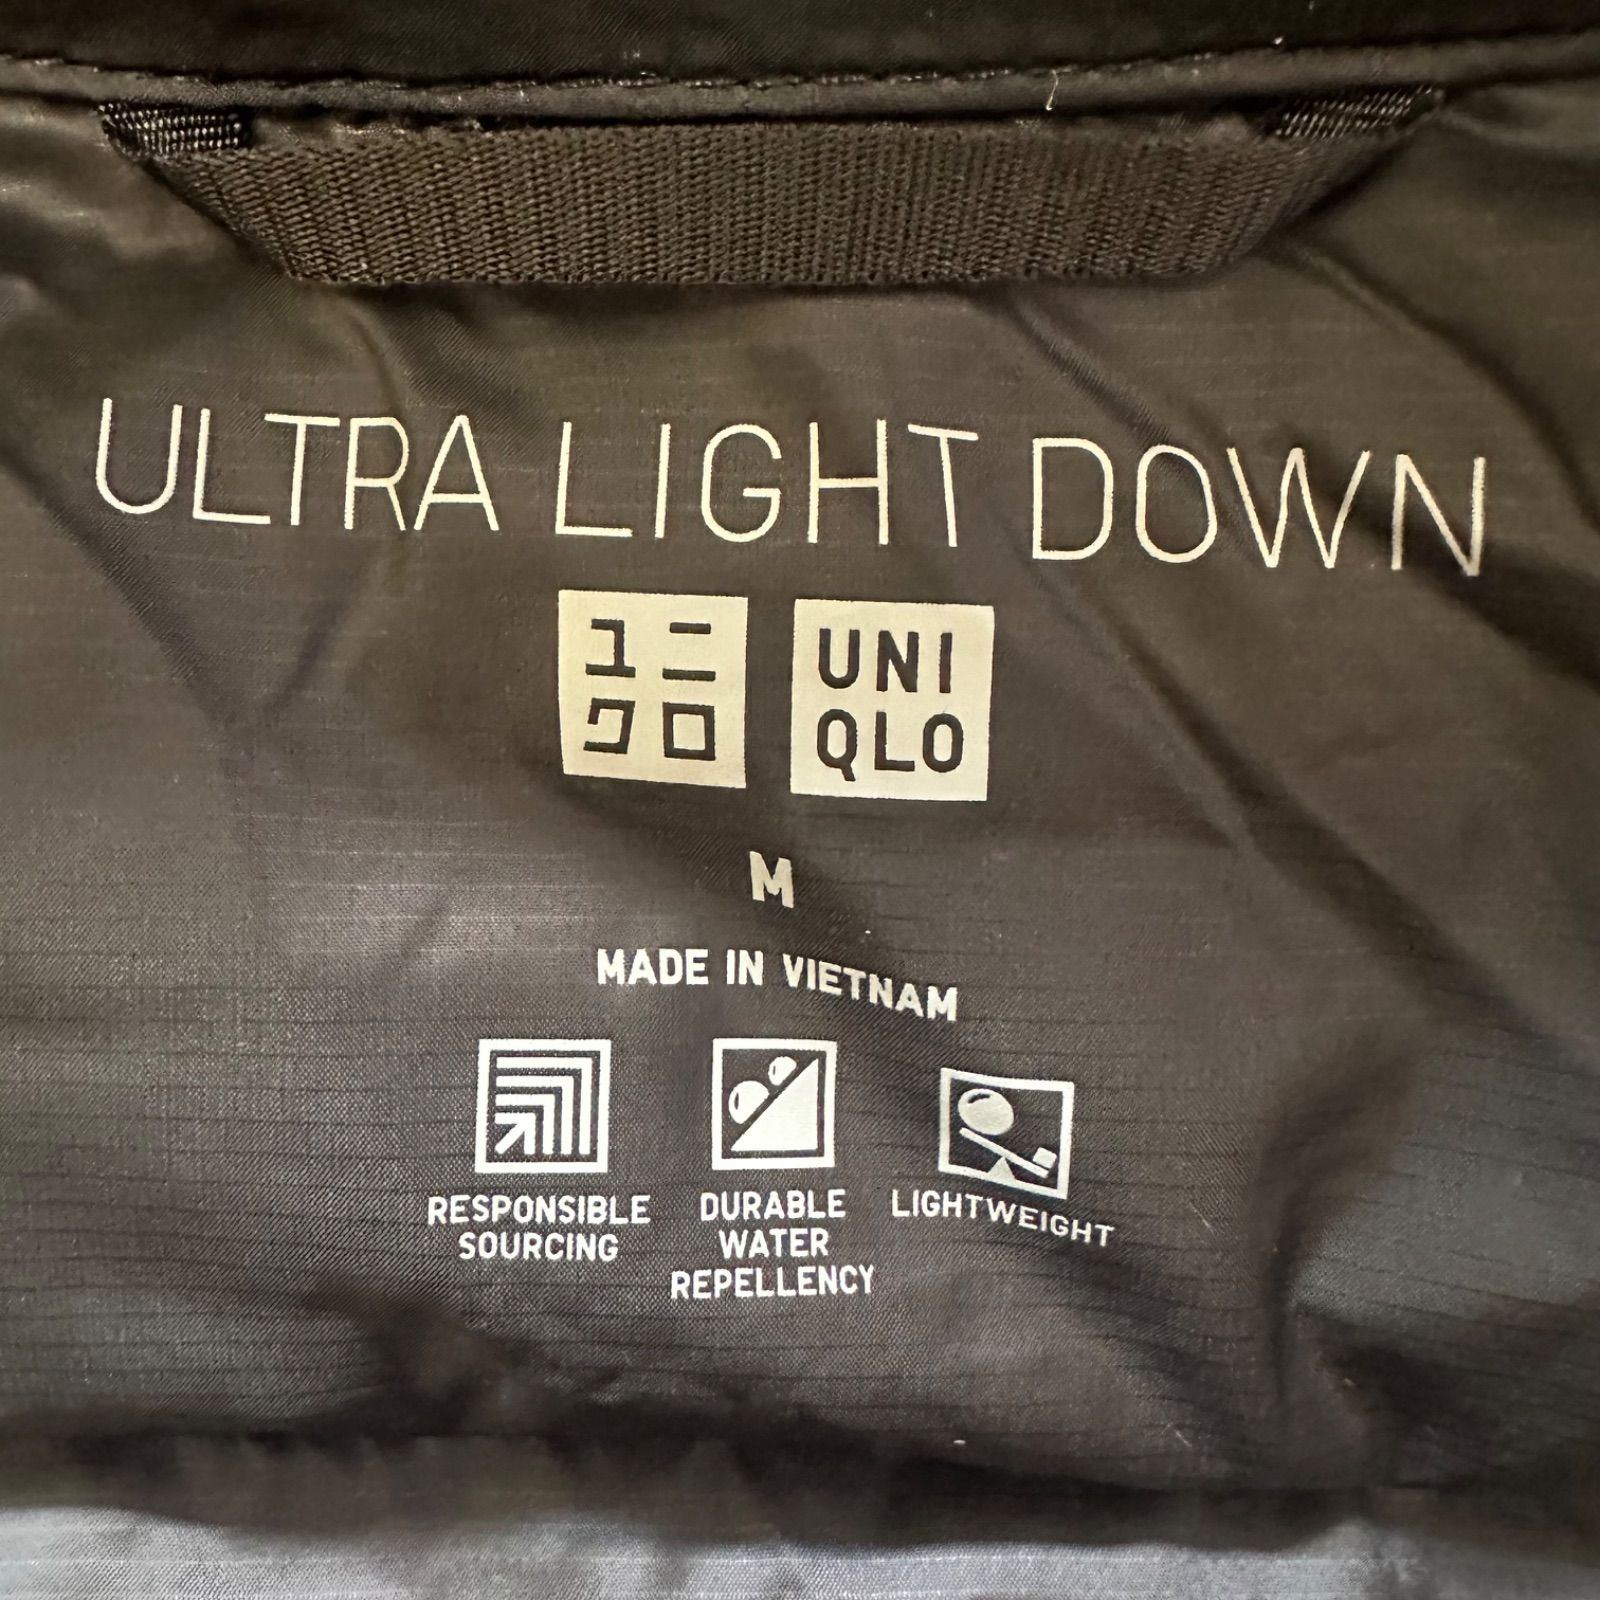 ULTRA LIGHT DOWN
ユニ
クロ
UNI
QLO
M
MADE IN VIETNAM
RESPONSIBLE
SOURCING
DURABLE
WATER
REPELLENCY
LIGHTWEIGHT